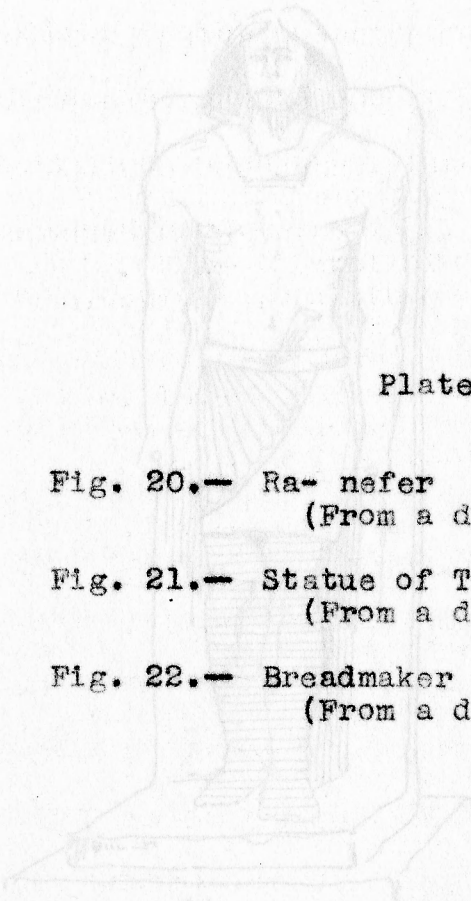 Plate
Fig. 20.— Ra- nefer
(From a d
Fig. 21.— Statue of T
(From a d
Fig. 22.— Breadmaker
(From a d